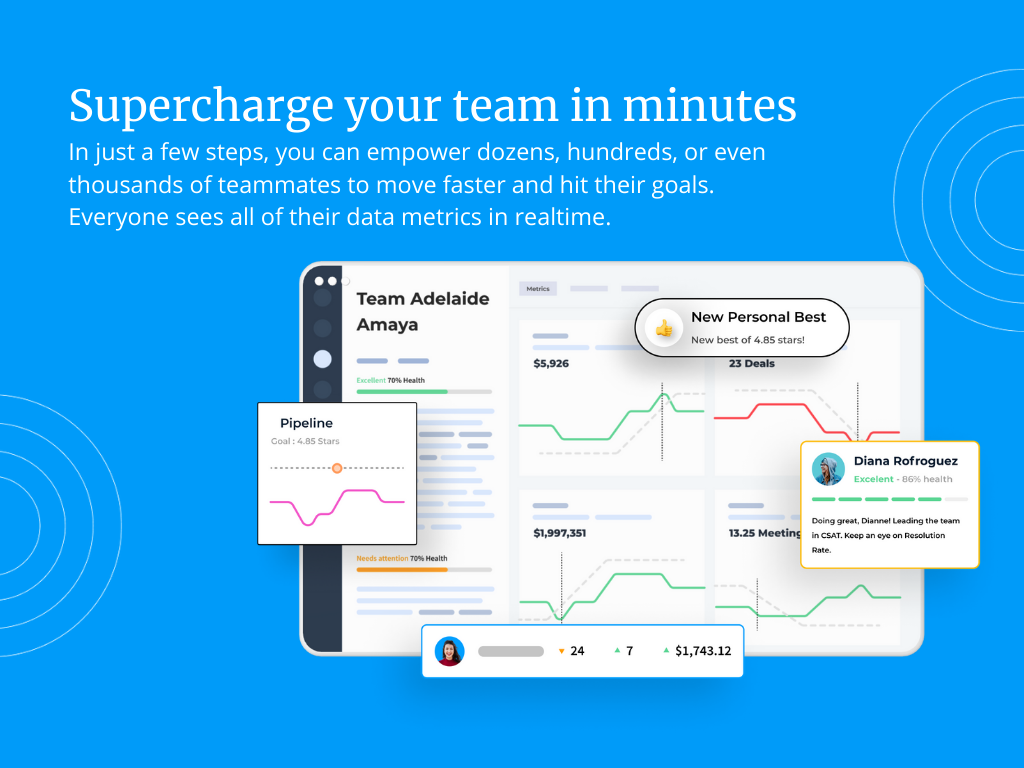 Supercharge your team in minutes
In just a few steps, you can empower dozens, hundreds, or even
thousands of teammates to move faster and hit their goals.
Everyone sees all of their data metrics in realtime.
Team Adelaide
Amaya
Excellent 70% Health
Metrics
New Personal Best
New best of 4.85 stars!
$5,926
23 Deals
Pipeline
Goal : 4.85 Stars
Diana Rofroguez
Excelent - 86% health
Doing great, Dianne! Leading the team
in CSAT. Keep an eye on Resolution
Rate.
$1,997,351
13.25 Meeting
Needs attention 70% Health
24 7 $1,743.12